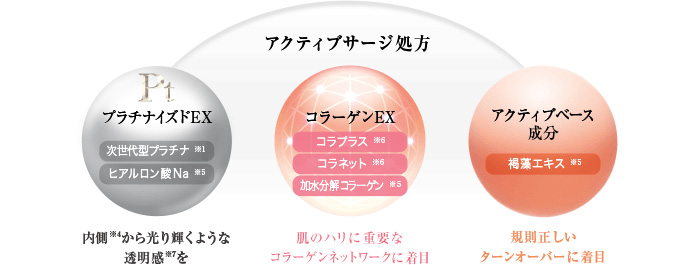 アクティブサージ処方
Pt
プラチナイズドEX
次世代型プラチナ ※1
ヒアルロン酸Na ※5
内側※4から光り輝くような
透明感※7を
コラーゲンEX
コラプラス ※6
コラネット ※6
加水分解コラーゲン ※5
肌のハリに重要な
コラーゲンネットワークに着目
アクティブベース
成分
褐藻エキス ※5
規則正しい
ターンオーバーに着目